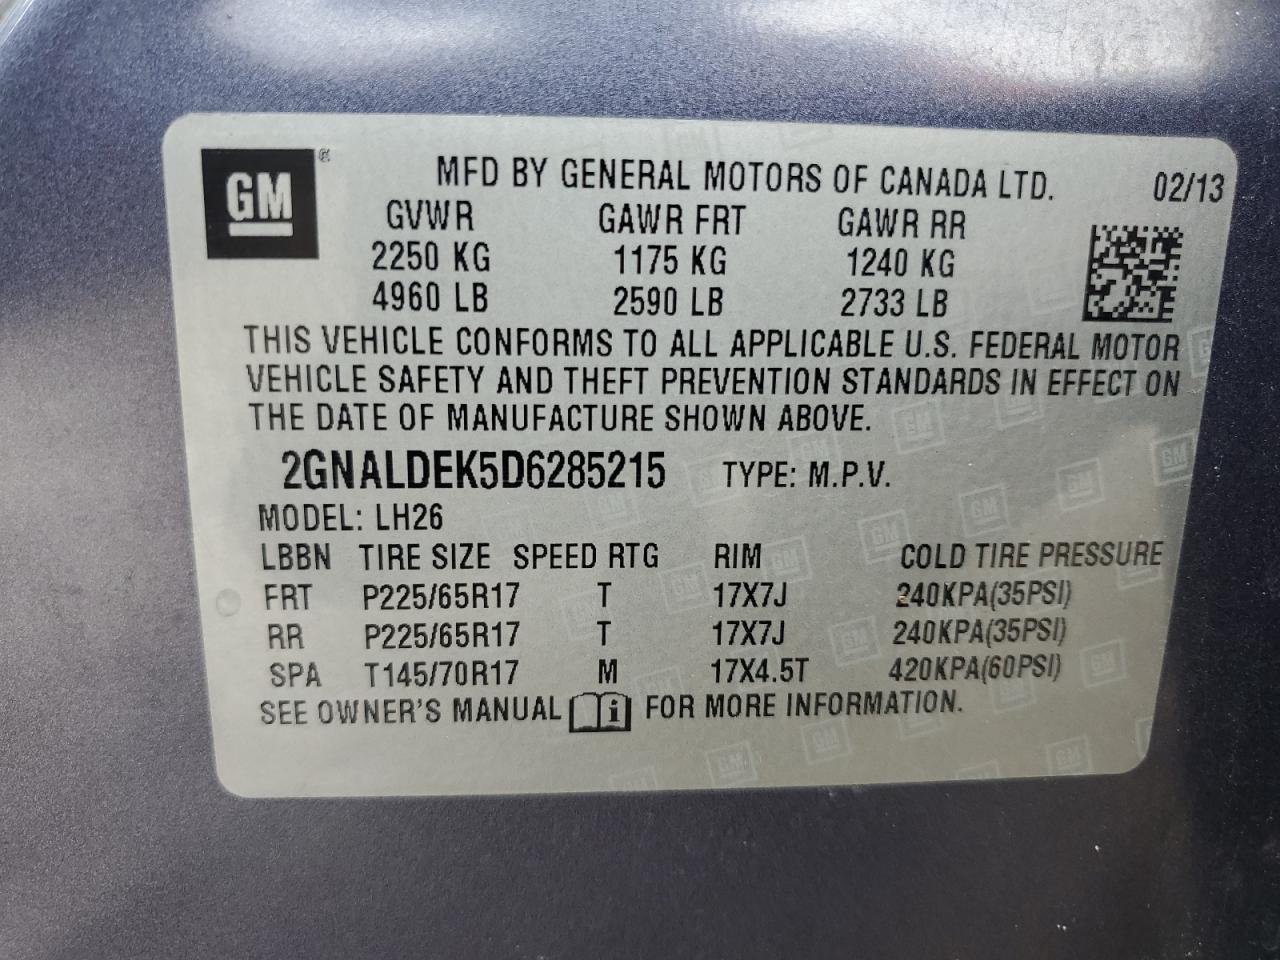 GM ®
MFD BY GENERAL MOTORS OF CANADA LTD. 02/13
GVWR GAWR FRT GAWR RR
2250 KG 1175 KG 1240 KG
4960 LB 2590 LB 2733 LB
THIS VEHICLE CONFORMS TO ALL APPLICABLE U.S. FEDERAL MOTOR
VEHICLE SAFETY AND THEFT PREVENTION STANDARDS IN EFFECT ON
THE DATE OF MANUFACTURE SHOWN ABOVE.
2GNALDEK5D6285215 TYPE: M.P.V.
MODEL: LH26
LBBN TIRE SIZE SPEED RTG RIM COLD TIRE PRESSURE
FRT P225/65R17 T 17X7J 240KPA(35PSI)
RR P225/65R17 T 17X7J 240KPA(35PSI)
SPA T145/70R17 M 17X4.5T 420KPA(60PSI)
SEE OWNER'S MANUAL i FOR MORE INFORMATION.